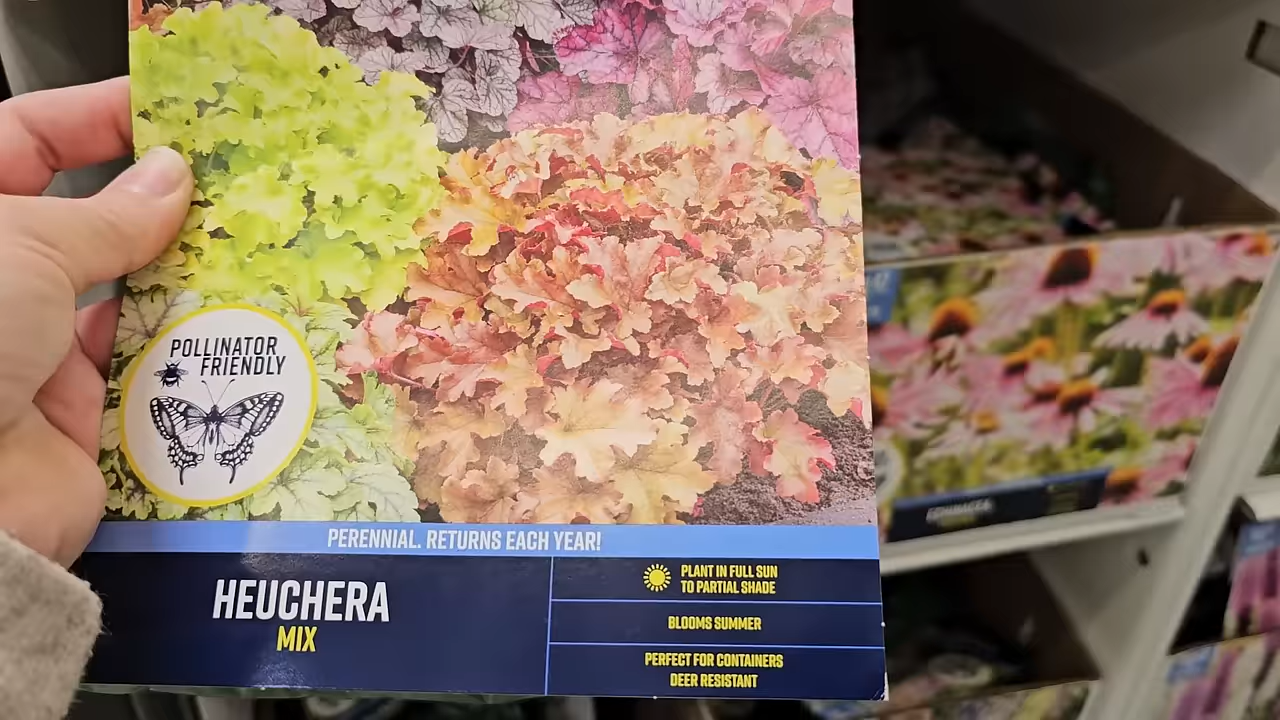 POLLINATOR
FRIENDLY
PERENNIAL. RETURNS EACH YEAR!
HEUCHERA
MIX
PLANT IN FULL SUN
TO PARTIAL SHADE
BLOOMS SUMMER
PERFECT FOR CONTAINERS
DEER RESISTANT
ECHINACEA